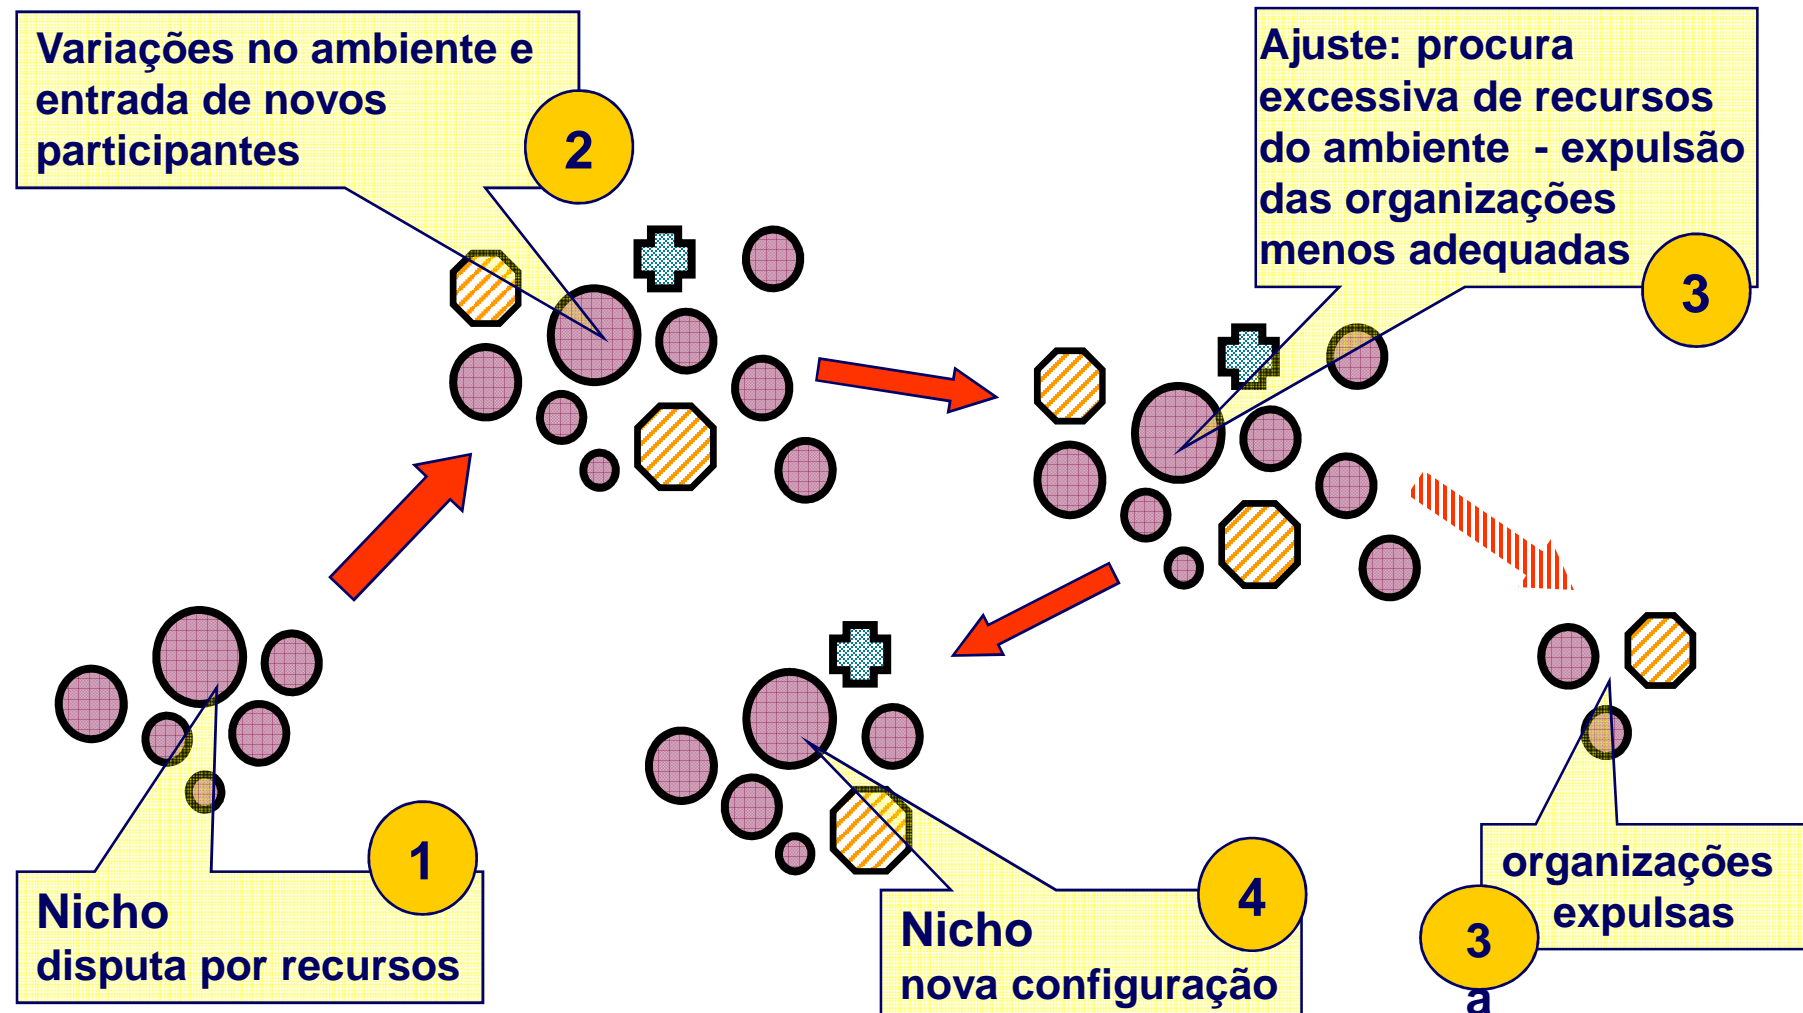 Variações no ambiente e
entrada de novos
participantes
2
Ajuste: procura
excessiva de recursos
do ambiente - expulsão
das organizações
menos adequadas
3
1
Nicho
disputa por recursos
4
Nicho
nova configuração
organizações
expulsas
3
a